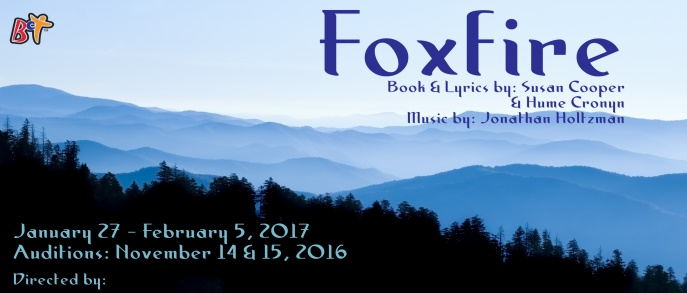 BCT
Foxfire
Book & Lyrics by: Susan Cooper
& Hume Cronyn
Music by: Jonathan Holtzman
January 27 - February 5, 2017
Auditions: November 14 & 15, 2016
Directed by: